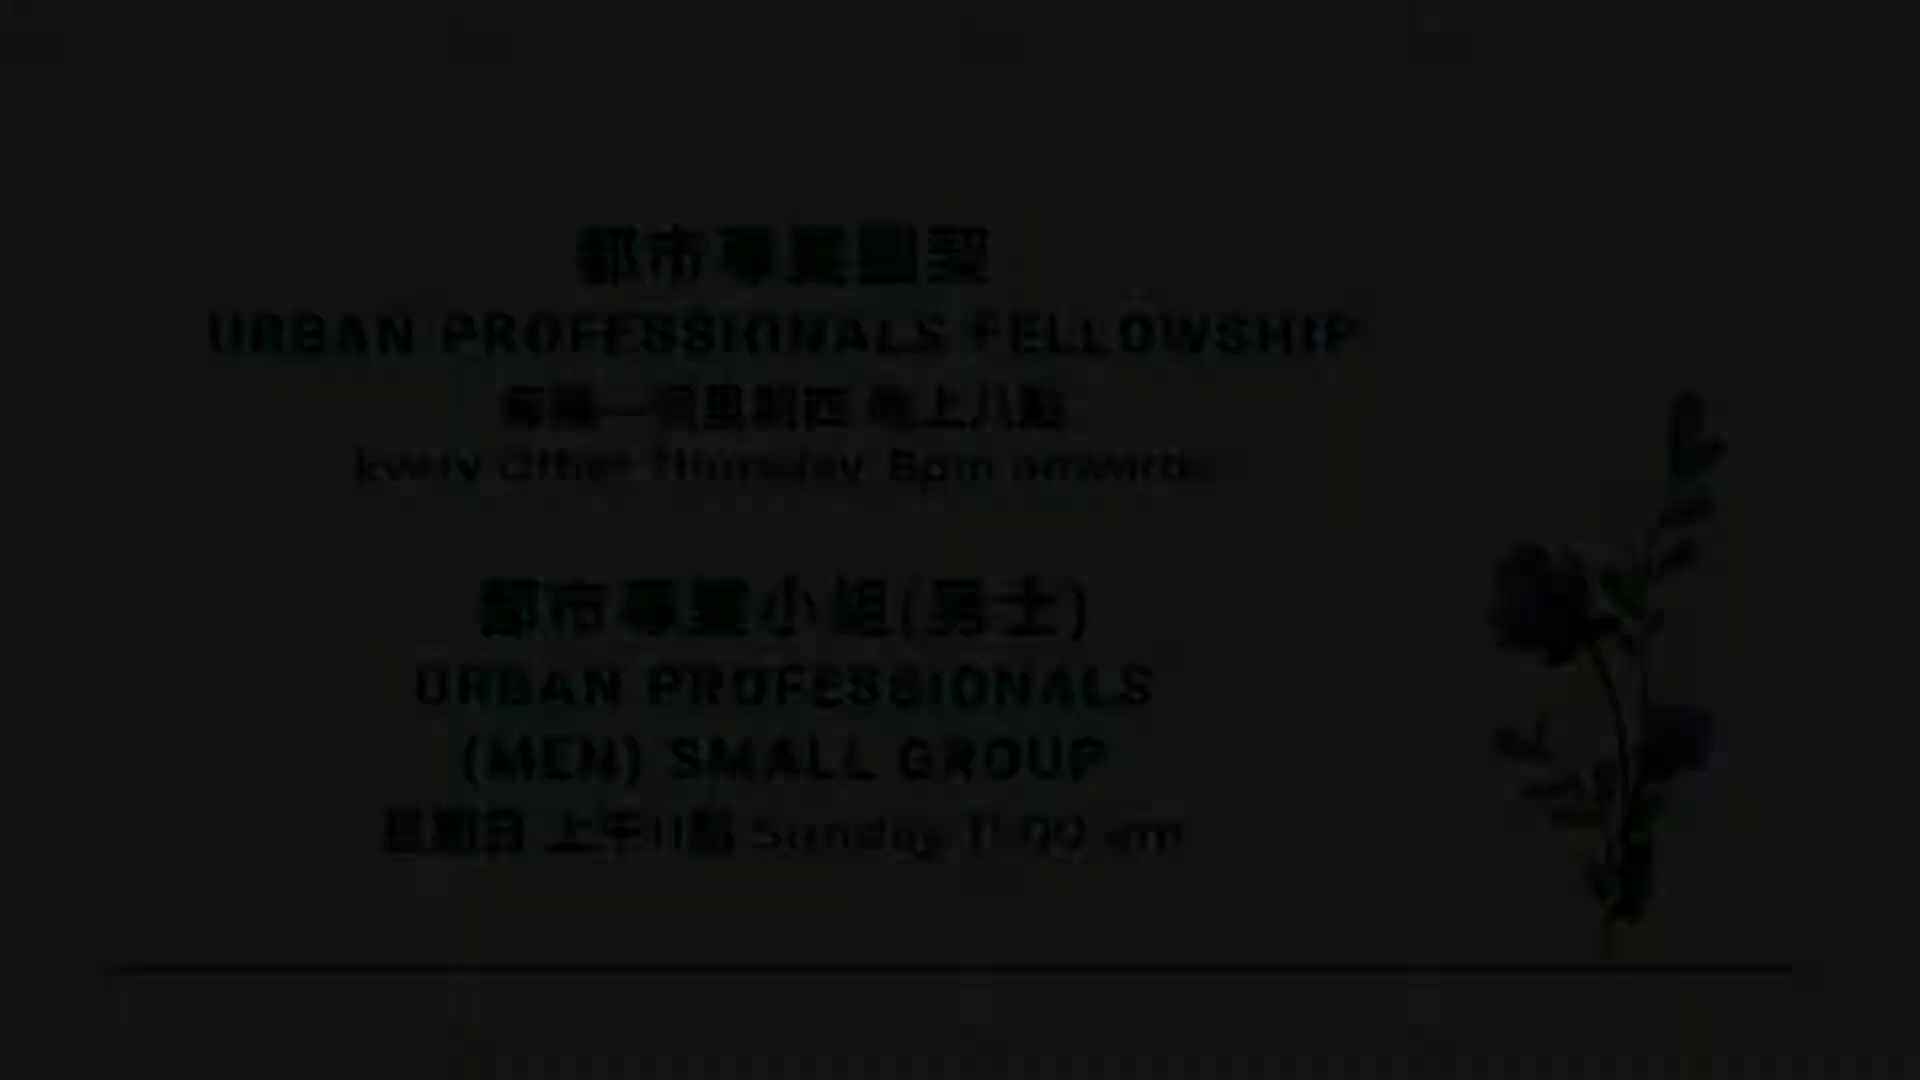 都市專業團契
URBAN PROFESSIONALS FELLOWSHIP
每隔一個星期四 晚上八點
Every Other Thursday 8pm onwards
都市專業小組(男士)
URBAN PROFESSIONALS
(MEN) SMALL GROUP
星期日 上午11點 Sunday 11:00 am